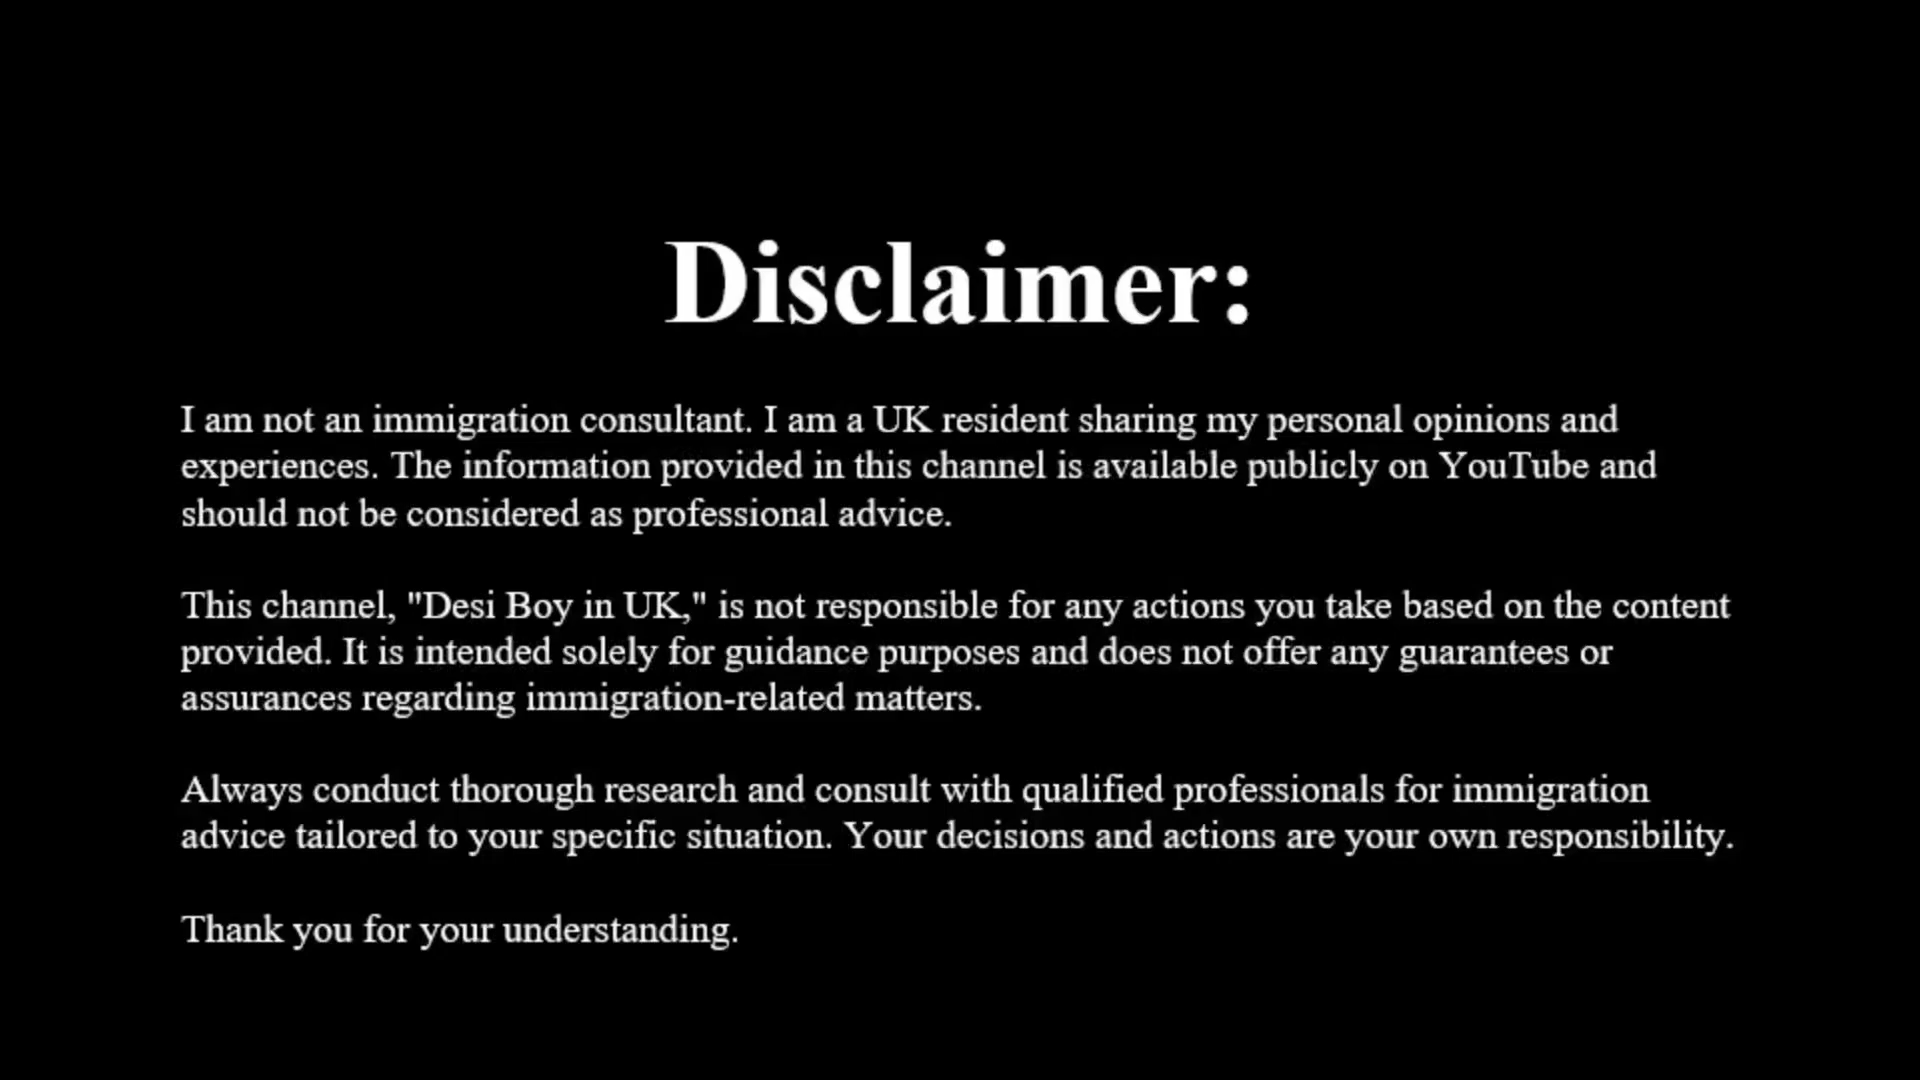 Disclaimer:
I am not an immigration consultant. I am a UK resident sharing my personal opinions and
experiences. The information provided in this channel is available publicly on YouTube and
should not be considered as professional advice.
This channel, "Desi Boy in UK," is not responsible for any actions you take based on the content
provided. It is intended solely for guidance purposes and does not offer any guarantees or
assurances regarding immigration-related matters.
Always conduct thorough research and consult with qualified professionals for immigration
advice tailored to your specific situation. Your decisions and actions are your own responsibility.
Thank you for your understanding.